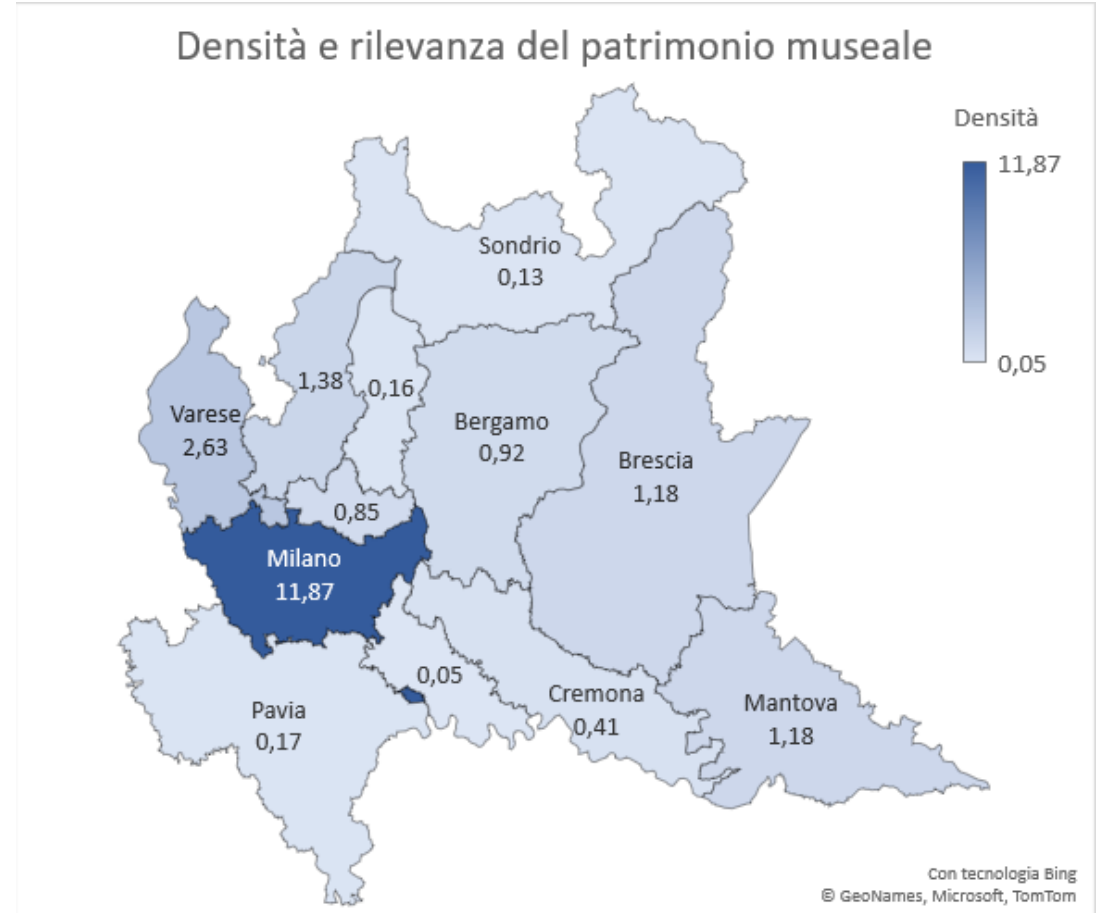 Densità e rilevanza del patrimonio museale
Densità
11,87
0,05
Sondrio
0,13
1,38
0,16
Varese
2,63
Bergamo
0,92
Brescia
1,18
0,85
Milano
11,87
0,05
Pavia
0,17
Cremona
0,41
Mantova
1,18
Con tecnologia Bing
© GeoNames, Microsoft, TomTom